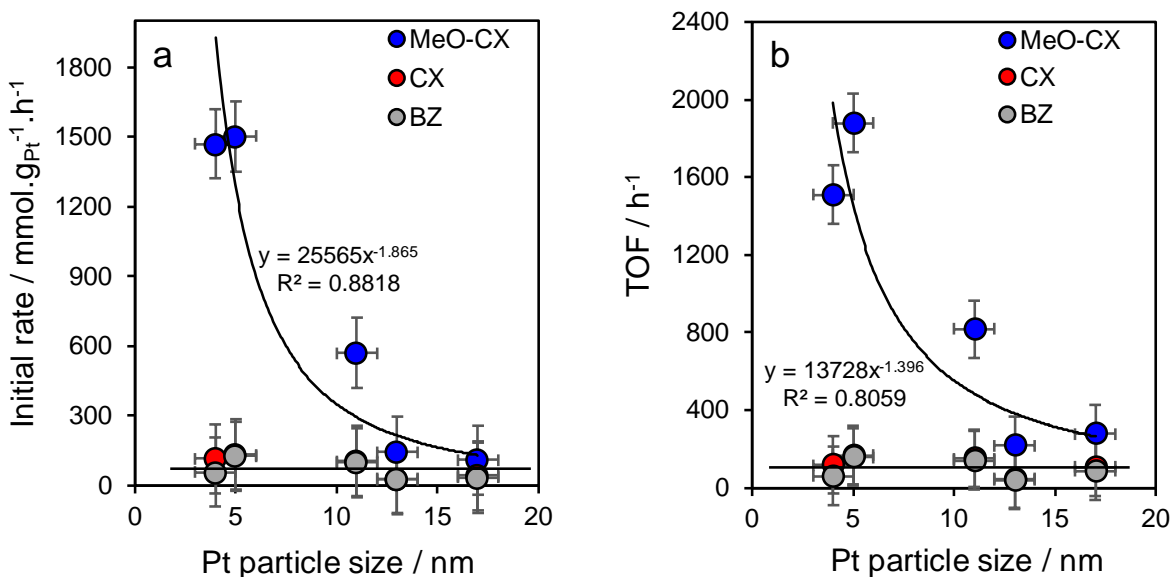 a
MeO-CX
CX
BZ
y = 25565x^-1.865
R² = 0.8818
1800
1500
1200
900
600
300
0
0 5 10 15 20
Initial rate / mmol.g_Pt^-1.h^-1
Pt particle size / nm
b
MeO-CX
CX
BZ
y = 13728x^-1.396
R² = 0.8059
2400
2000
1600
1200
800
400
0
0 5 10 15 20
TOF / h^-1
Pt particle size / nm